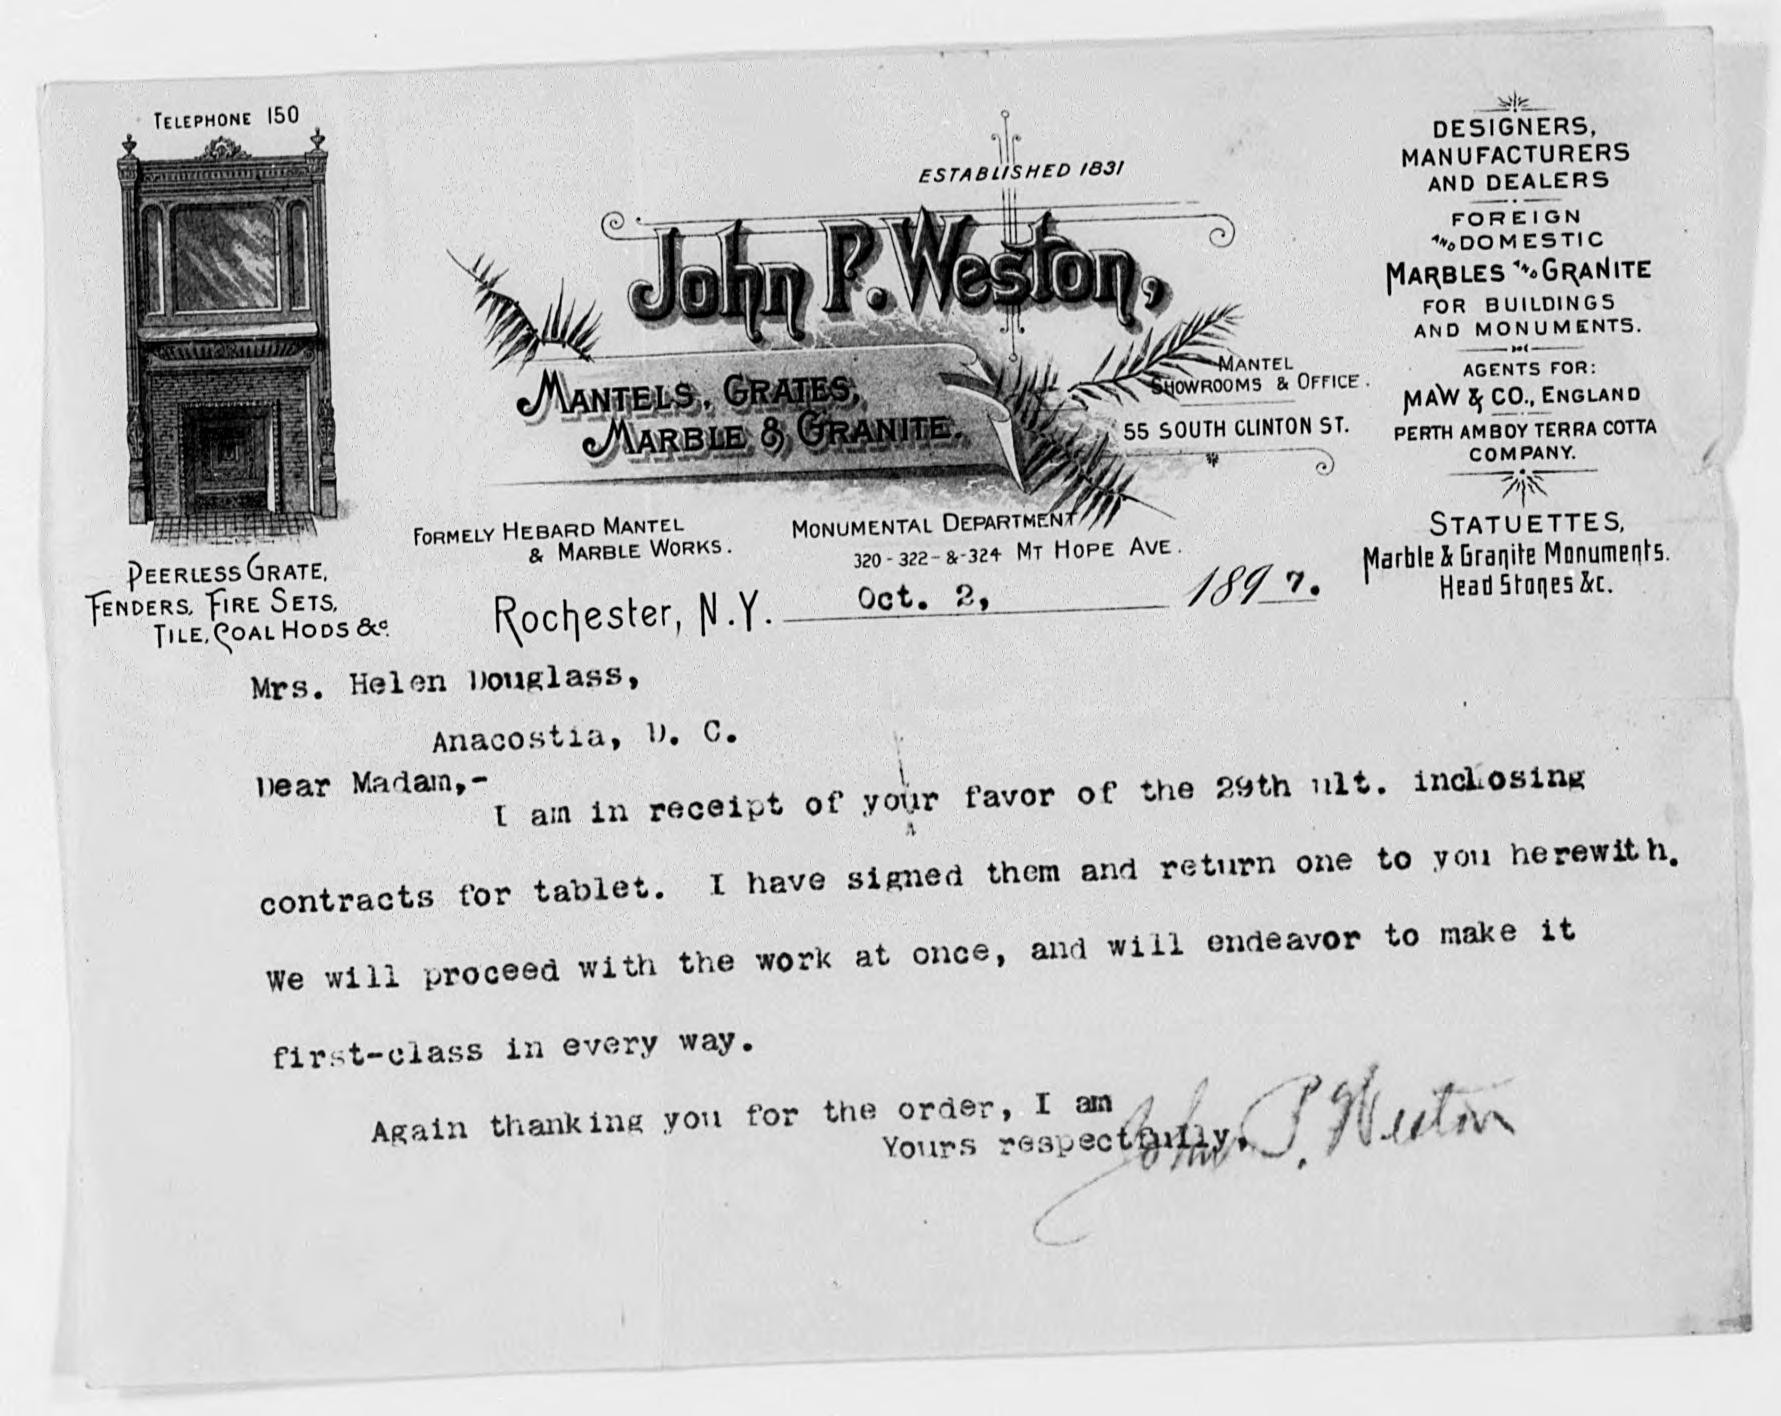 TELEPHONE 150
ESTABLISHED 1831
John P. Weston,
MANTELS, GRATES,
MARBLE & GRANITE.
MANTEL
SHOWROOMS & OFFICE.
55 SOUTH CLINTON ST.
DESIGNERS,
MANUFACTURERS
AND DEALERS
FOREIGN
AND DOMESTIC
MARBLES AND GRANITE
FOR BUILDINGS
AND MONUMENTS.
AGENTS FOR:
MAW & CO., ENGLAND
PERTH AMBOY TERRA COTTA
COMPANY.
STATUETTES,
Marble & Granite Monuments.
Head Stones &c.
PEERLESS GRATE,
FENDERS, FIRE SETS,
TILE, COAL HODS &c.
FORMELY HEBARD MANTEL
& MARBLE WORKS.
MONUMENTAL DEPARTMENT
320-322-&-324 MT HOPE AVE.
Rochester, N.Y. Oct. 2, 1897.
Mrs. Helen Douglass,
Anacostia, D. C.
Dear Madam,-
I am in receipt of your favor of the 29th ult. inclosing
contracts for tablet. I have signed them and return one to you herewith.
We will proceed with the work at once, and will endeavor to make it
first-class in every way.
Again thanking you for the order, I am
Yours respectfully,
John P. Weston